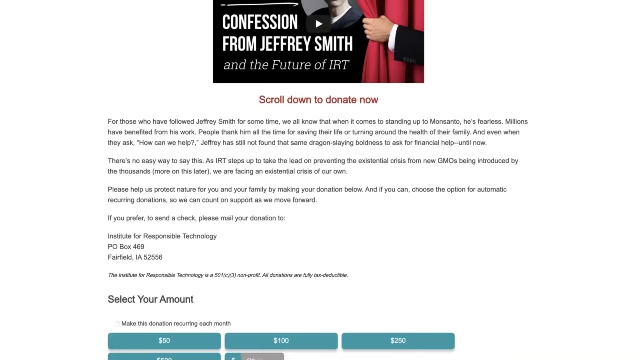 CONFESSION
FROM JEFFREY SMITH
and the Future of IRT
Scroll down to donate now
For those who have followed Jeffrey Smith for some time, we all know that when it comes to standing up to Monsanto, he's fearless. Millions
have benefited from his work. People thank him all the time for saving their life or turning around the health of their family. And even when
they ask, "How can we help?," Jeffrey has still not found that same dragon-slaying boldness to ask for financial help--until now.
There's no easy way to say this. As IRT steps up to take the lead on preventing the existential crisis from new GMOs being introduced by
the thousands (more on this later), we are facing an existential crisis of our own.
Please help us protect nature for you and your family by making your donation below. And if you can, choose the option for automatic
recurring donations, so we can count on support as we move forward.
If you prefer, to send a check, please mail your donation to:
Institute for Responsible Technology
PO Box 469
Fairfield, IA 52556
The Institute for Responsible Technology is a 501(c)(3) non-profit. All donations are fully tax-deductible.
Select Your Amount
Make this donation recurring each month
$50 $100 $250
$500 $ Other